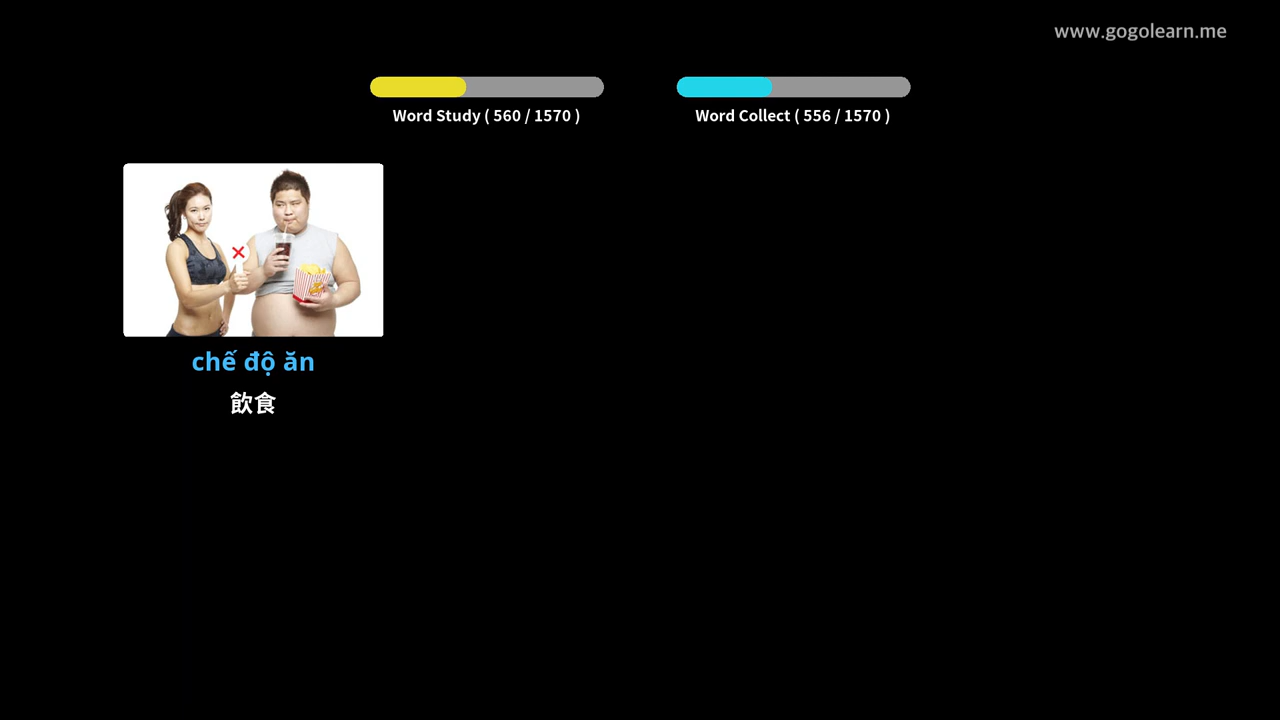 www.gogolearn.me
Word Study ( 560 / 1570 )
Word Collect ( 556 / 1570 )
chế độ ăn
飲食